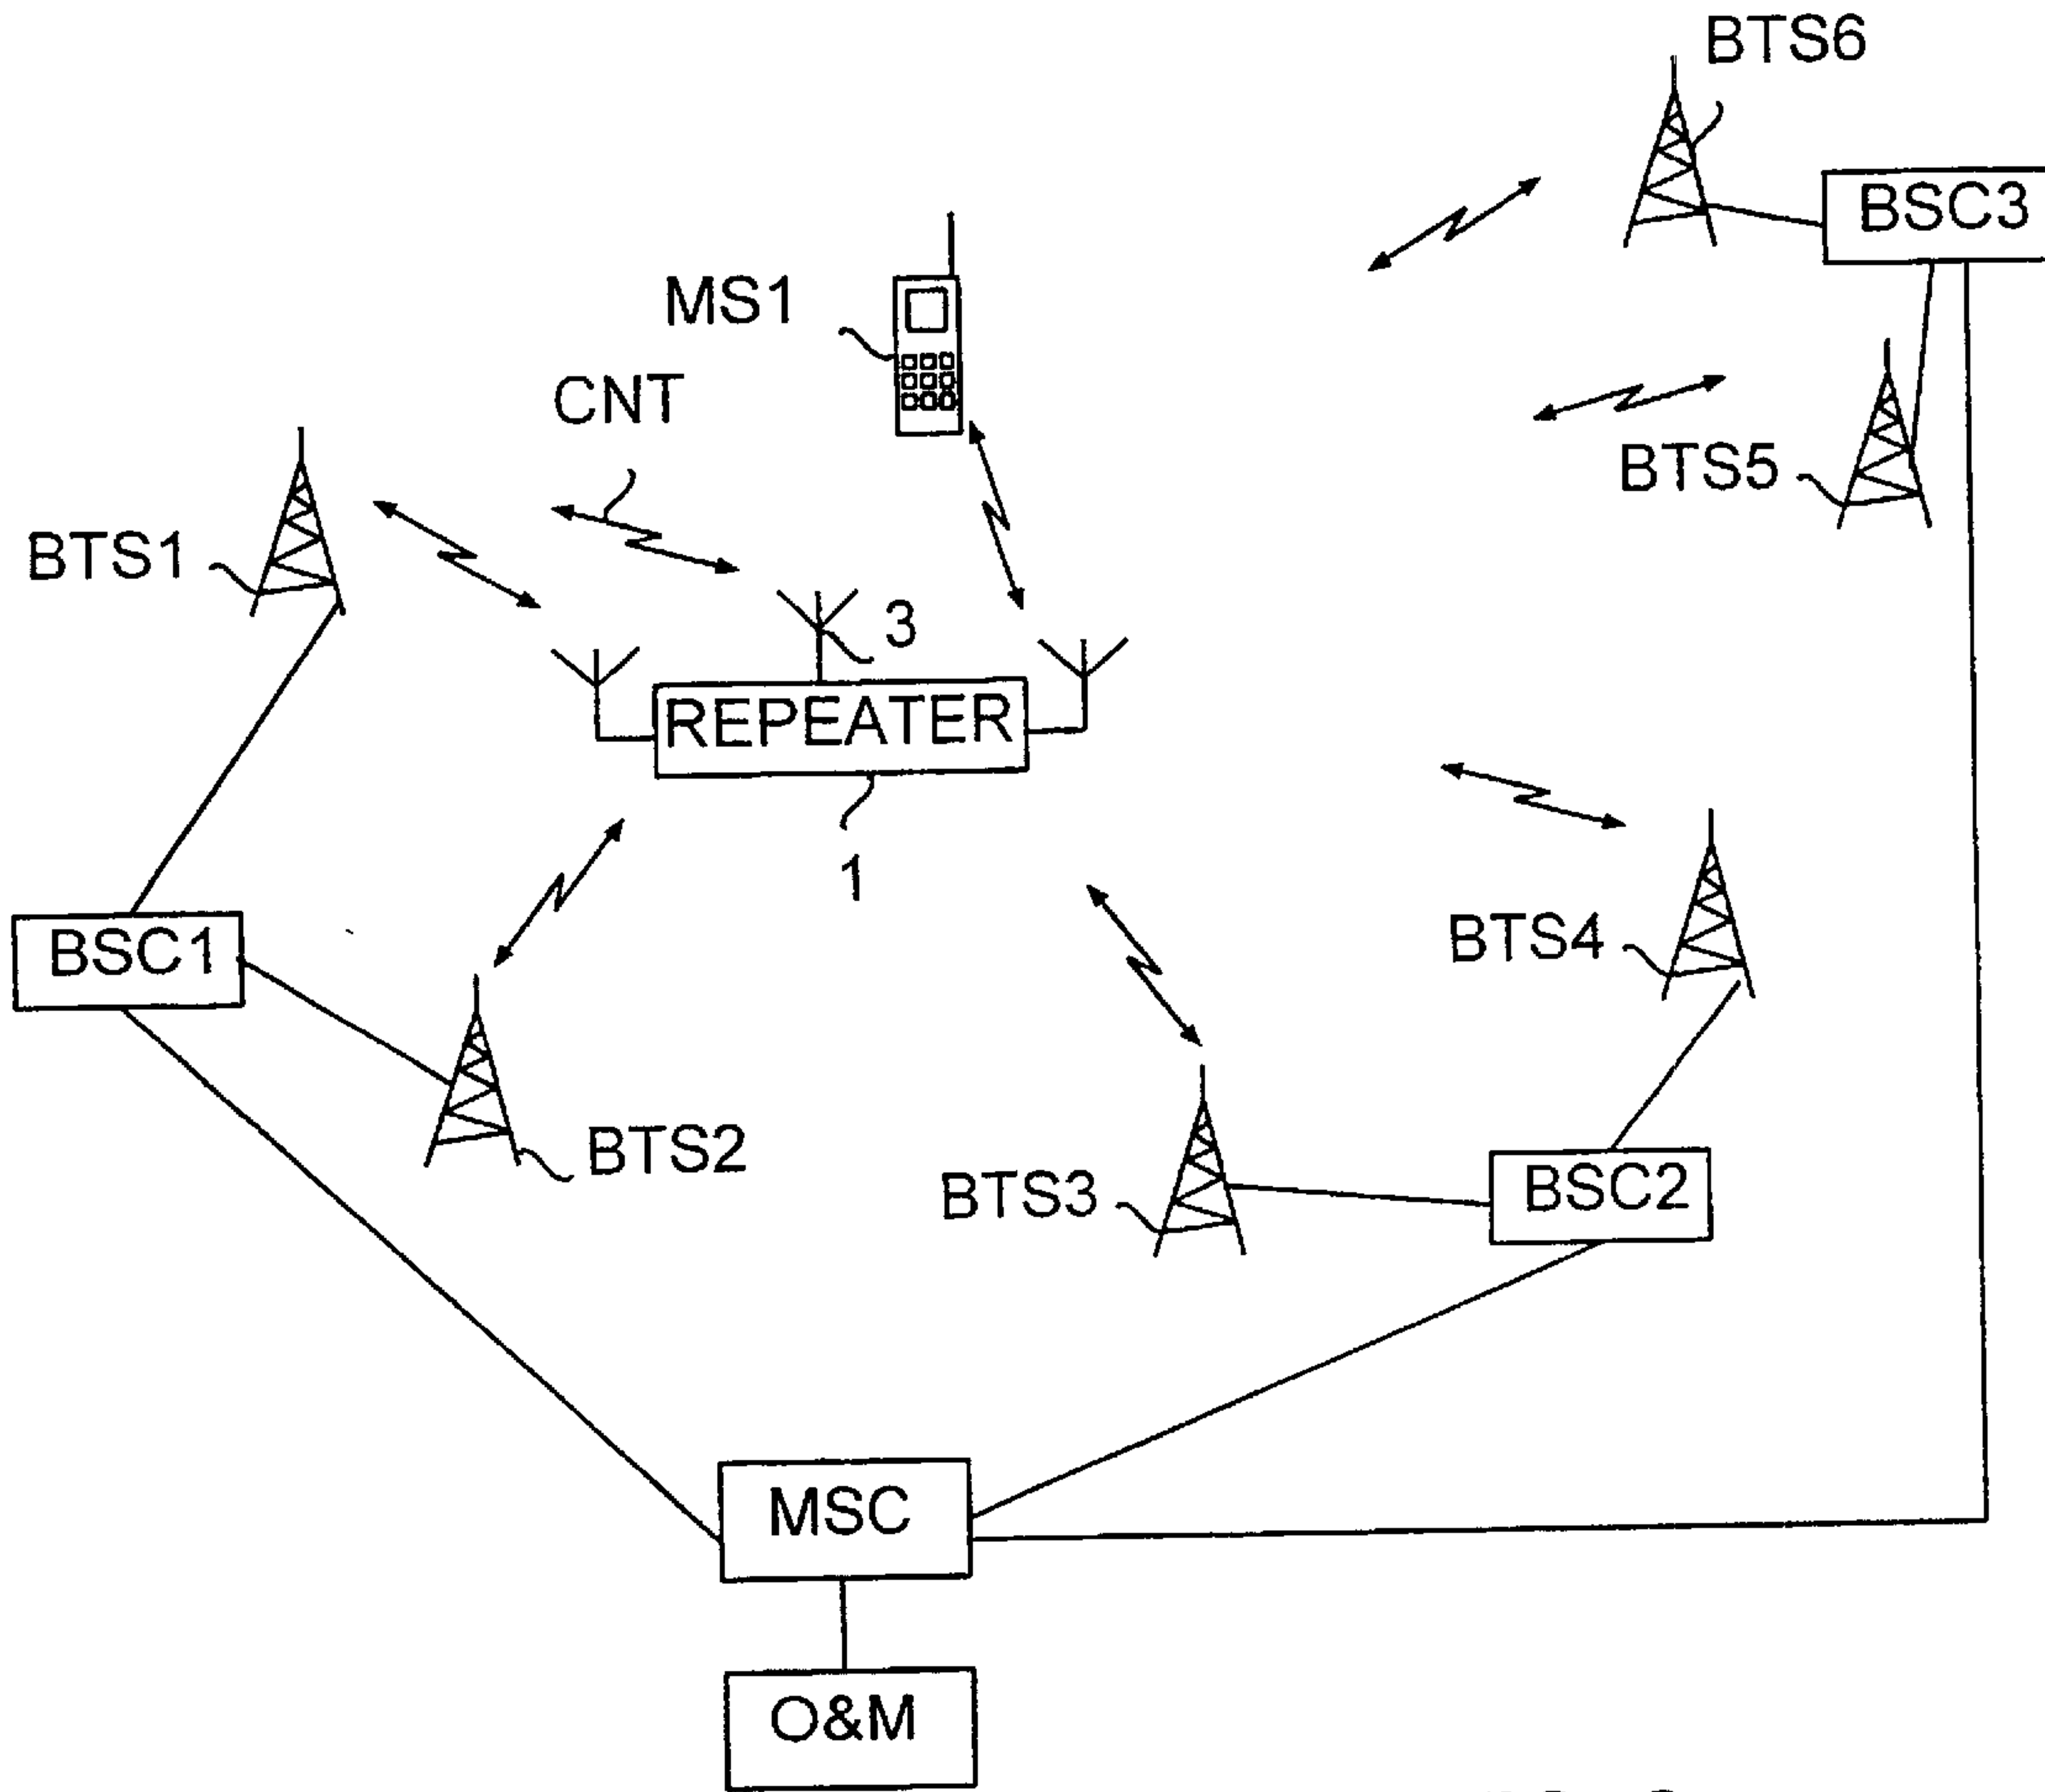 BTS6
BSC3
MS1
CNT
BTS5
BTS1
3
REPEATER
1
BSC1
BTS4
BTS2
BTS3
BSC2
MSC
O&M